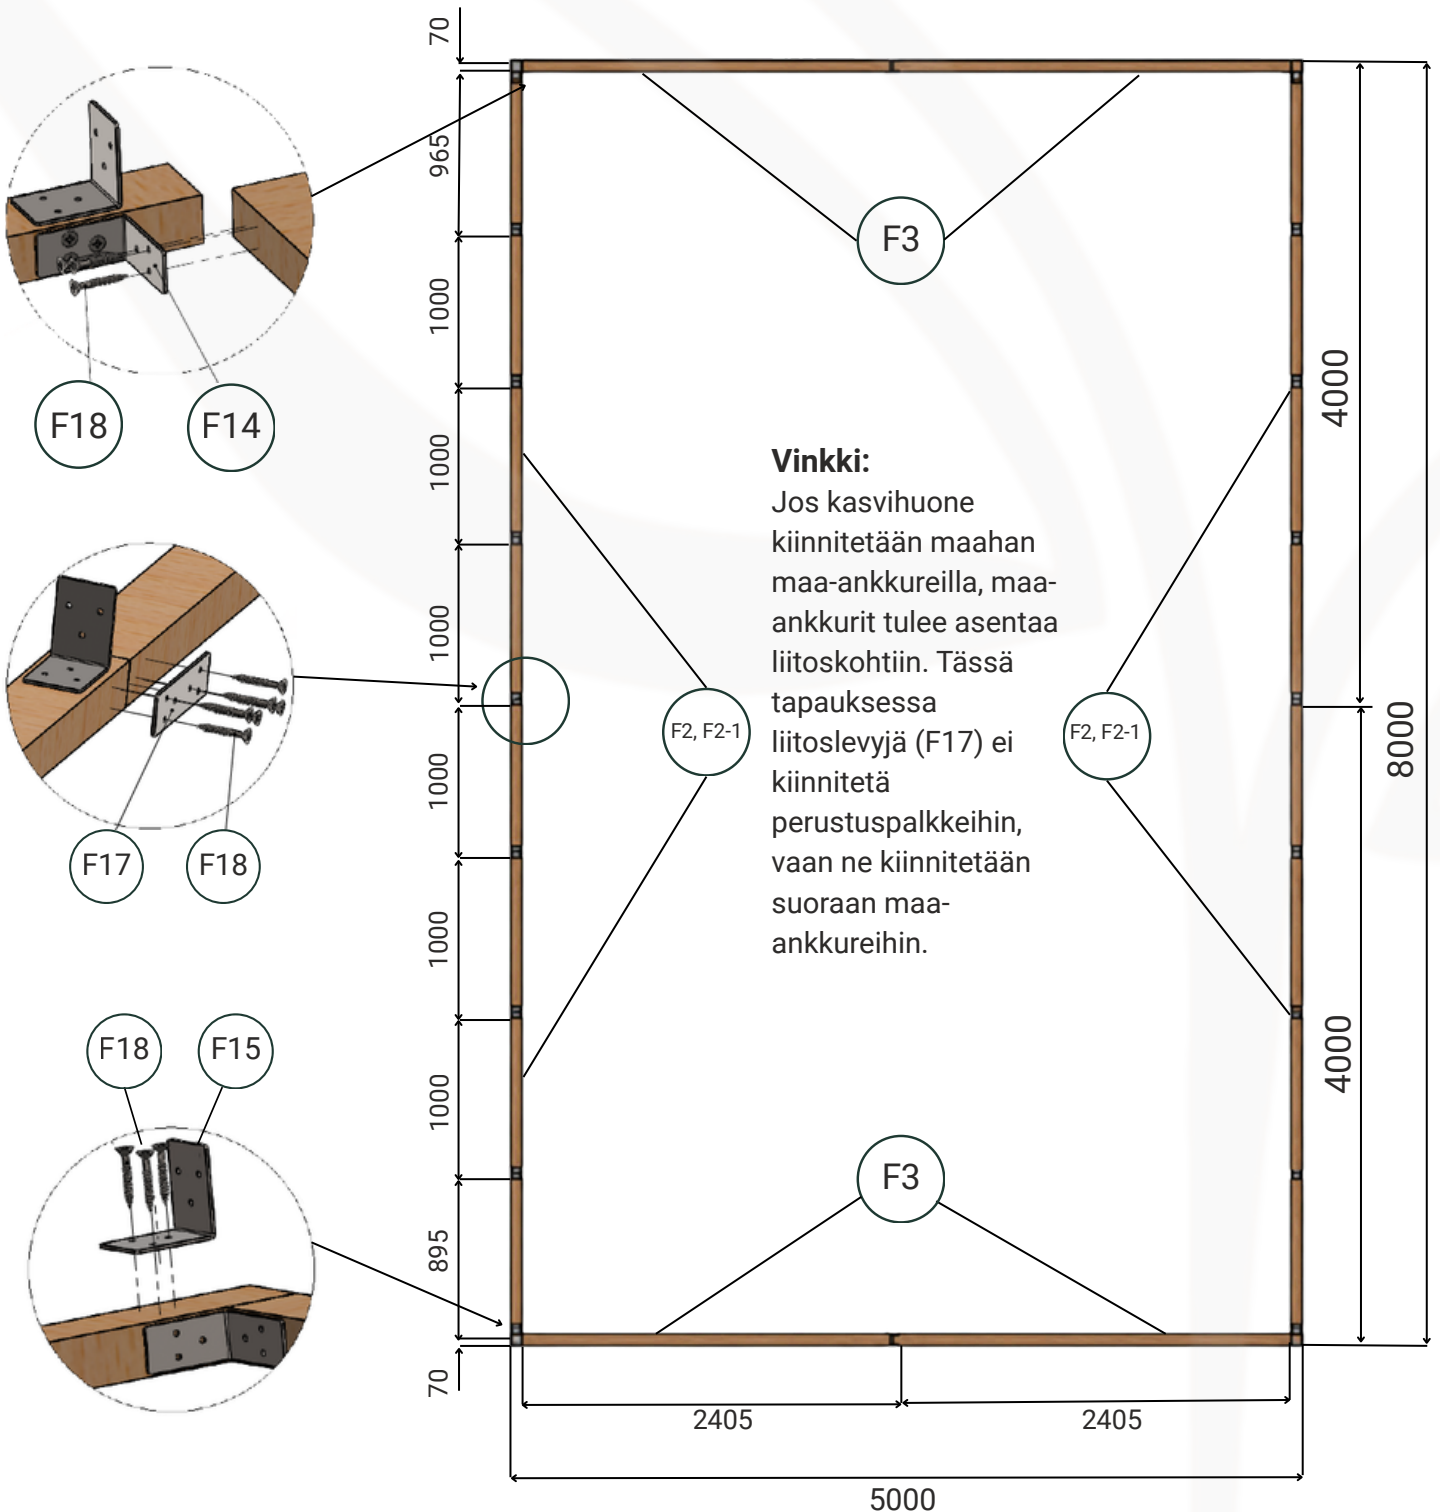 70
965
1000
1000
1000
1000
1000
1000
895
70
F18
F14
F17
F18
F18
F15
F3
F2, F2-1
Vinkki:
Jos kasvihuone
kiinnitetään maahan
maa-ankkureilla, maa-
ankkurit tulee asentaa
liitoskohtiin. Tässä
tapauksessa
liitoslevyjä (F17) ei
kiinnitetä
perustuspalkkeihin,
vaan ne kiinnitetään
suoraan maa-
ankkureihin.
F2, F2-1
F3
4000
8000
4000
2405
2405
5000